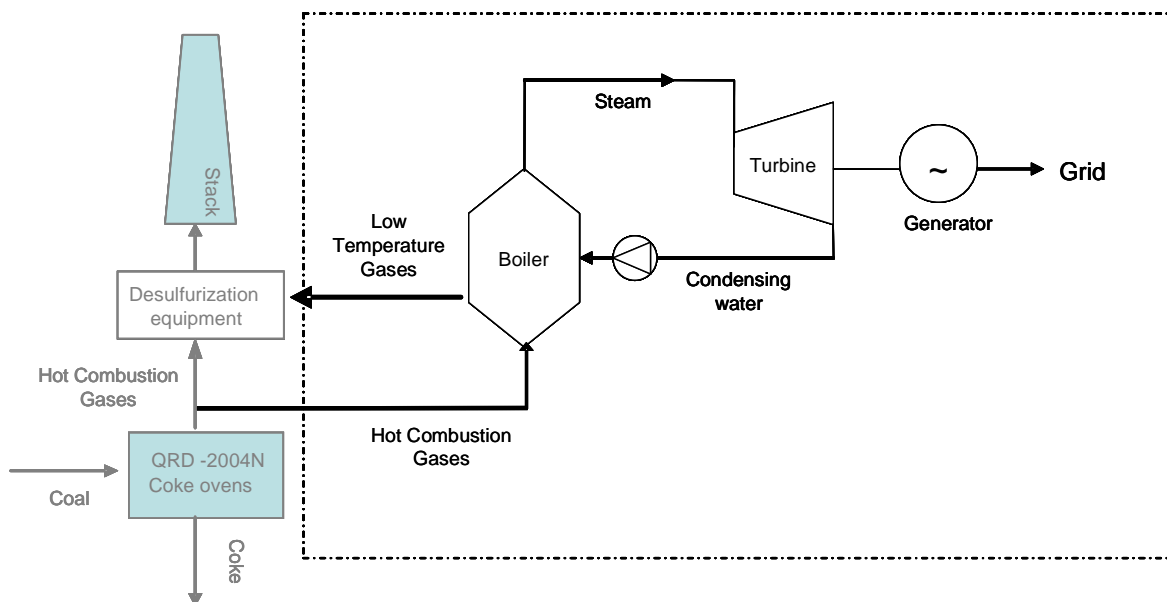 Stack
Steam
Turbine
~
Grid
Generator
Low
Temperature
Gases
Boiler
Condensing
water
Desulfurization
equipment
Hot Combustion
Gases
Hot Combustion
Gases
QRD -2004N
Coke ovens
Coal
Coke